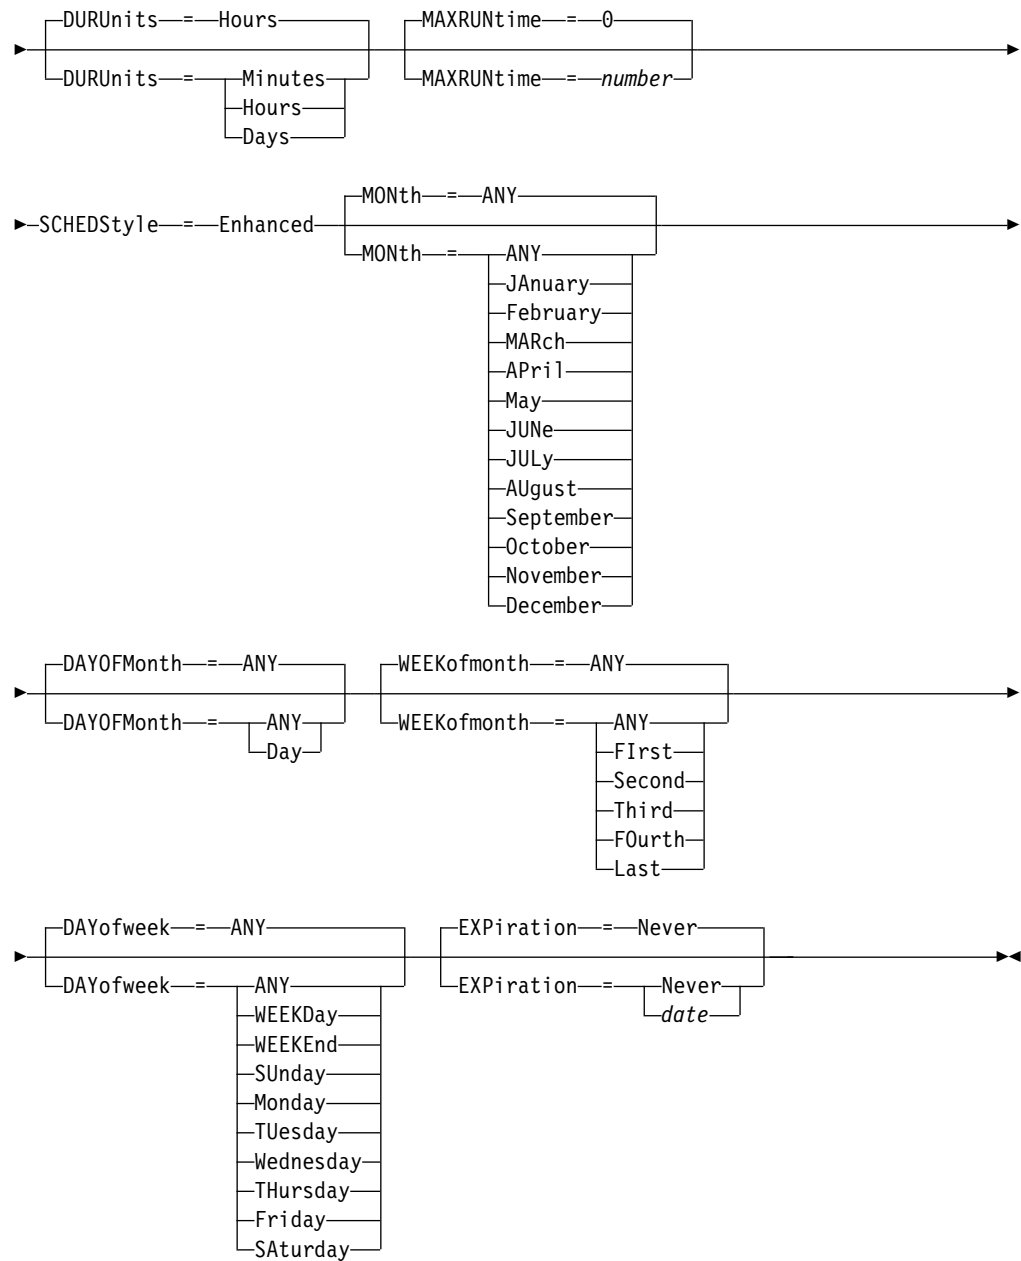 DURUnits = Hours MAXRUNtime = 0
DURUnits = Minutes MAXRUNtime = number
Hours
Days
MONth = ANY
SCHEDStyle = Enhanced
MONth = ANY
JAnuary
February
MARch
APril
May
JUNe
JULy
AUgust
September
October
November
December
DAYOFMonth = ANY WEEKofmonth = ANY
DAYOFMonth = ANY WEEKofmonth = ANY
Day FIrst
Second
Third
FOurth
Last
DAYofweek = ANY EXPiration = Never
DAYofweek = ANY EXPiration = Never
WEEKDay date
WEEKEnd
SUnday
Monday
TUesday
Wednesday
THursday
Friday
SAturday